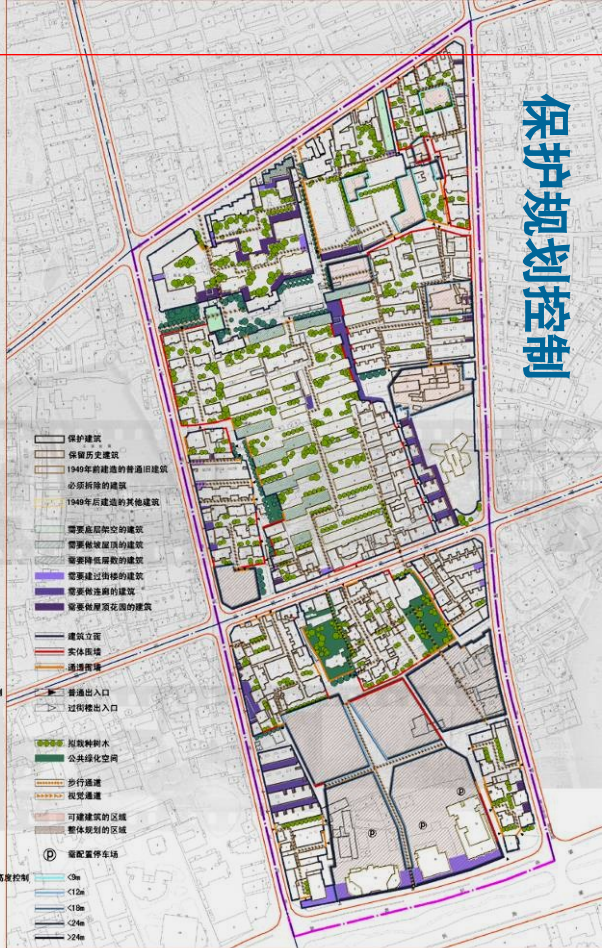 保护规划控制
保护建筑
保留历史建筑
1949年前建造的普通旧建筑
必须拆除的建筑
1949年后建造的其他建筑
需要底层架空的建筑
需要做坡屋顶的建筑
需要降低层数的建筑
需要建过街楼的建筑
需要做连廊的建筑
需要做屋顶花园的建筑
建筑立面
实体围墙
通透围墙
普通出入口
过街楼出入口
拟栽种树木
公共绿化空间
步行通道
视觉通道
可建建筑的区域
整体规划的区域
P 需配置停车场
高度控制 <9m
<12m
<18m
<24m
>24m
P
P
P